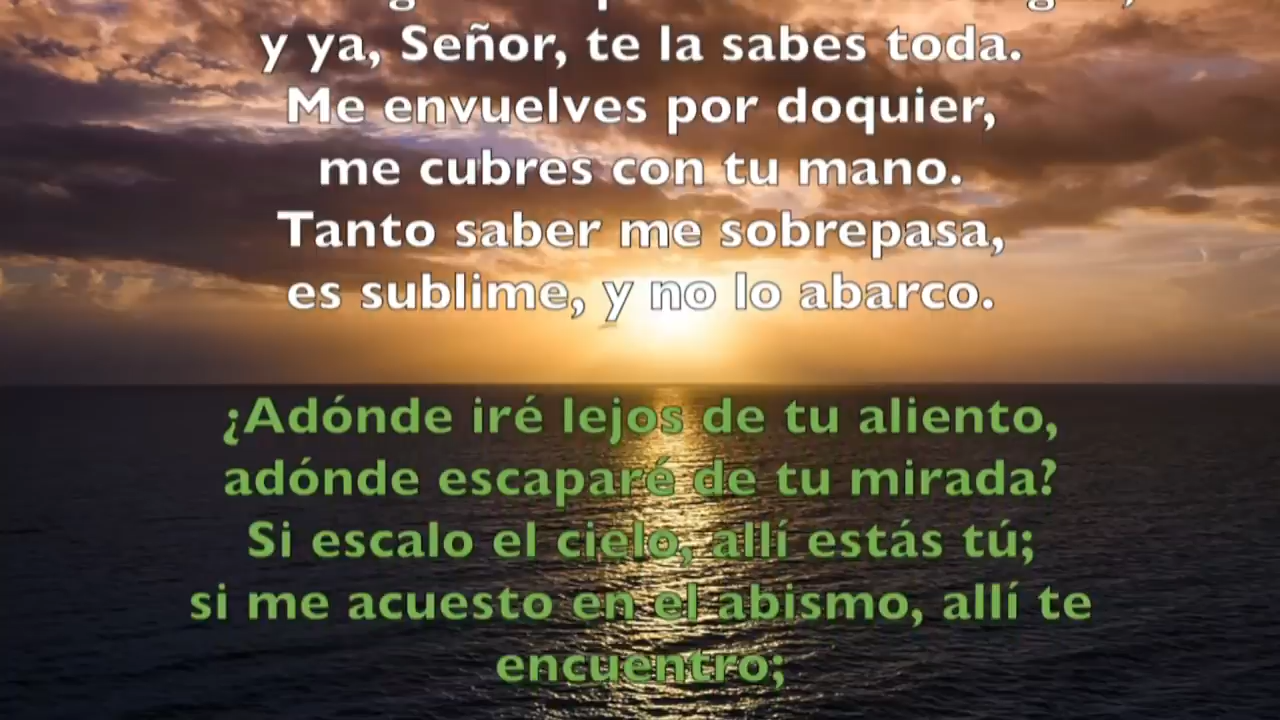 y ya, Señor, te la sabes toda.
Me envuelves por doquier,
me cubres con tu mano.
Tanto saber me sobrepasa,
es sublime, y no lo abarco.
¿Adónde iré lejos de tu aliento,
adónde escaparé de tu mirada?
Si escalo el cielo, allí estás tú;
si me acuesto en el abismo, allí te
encuentro;